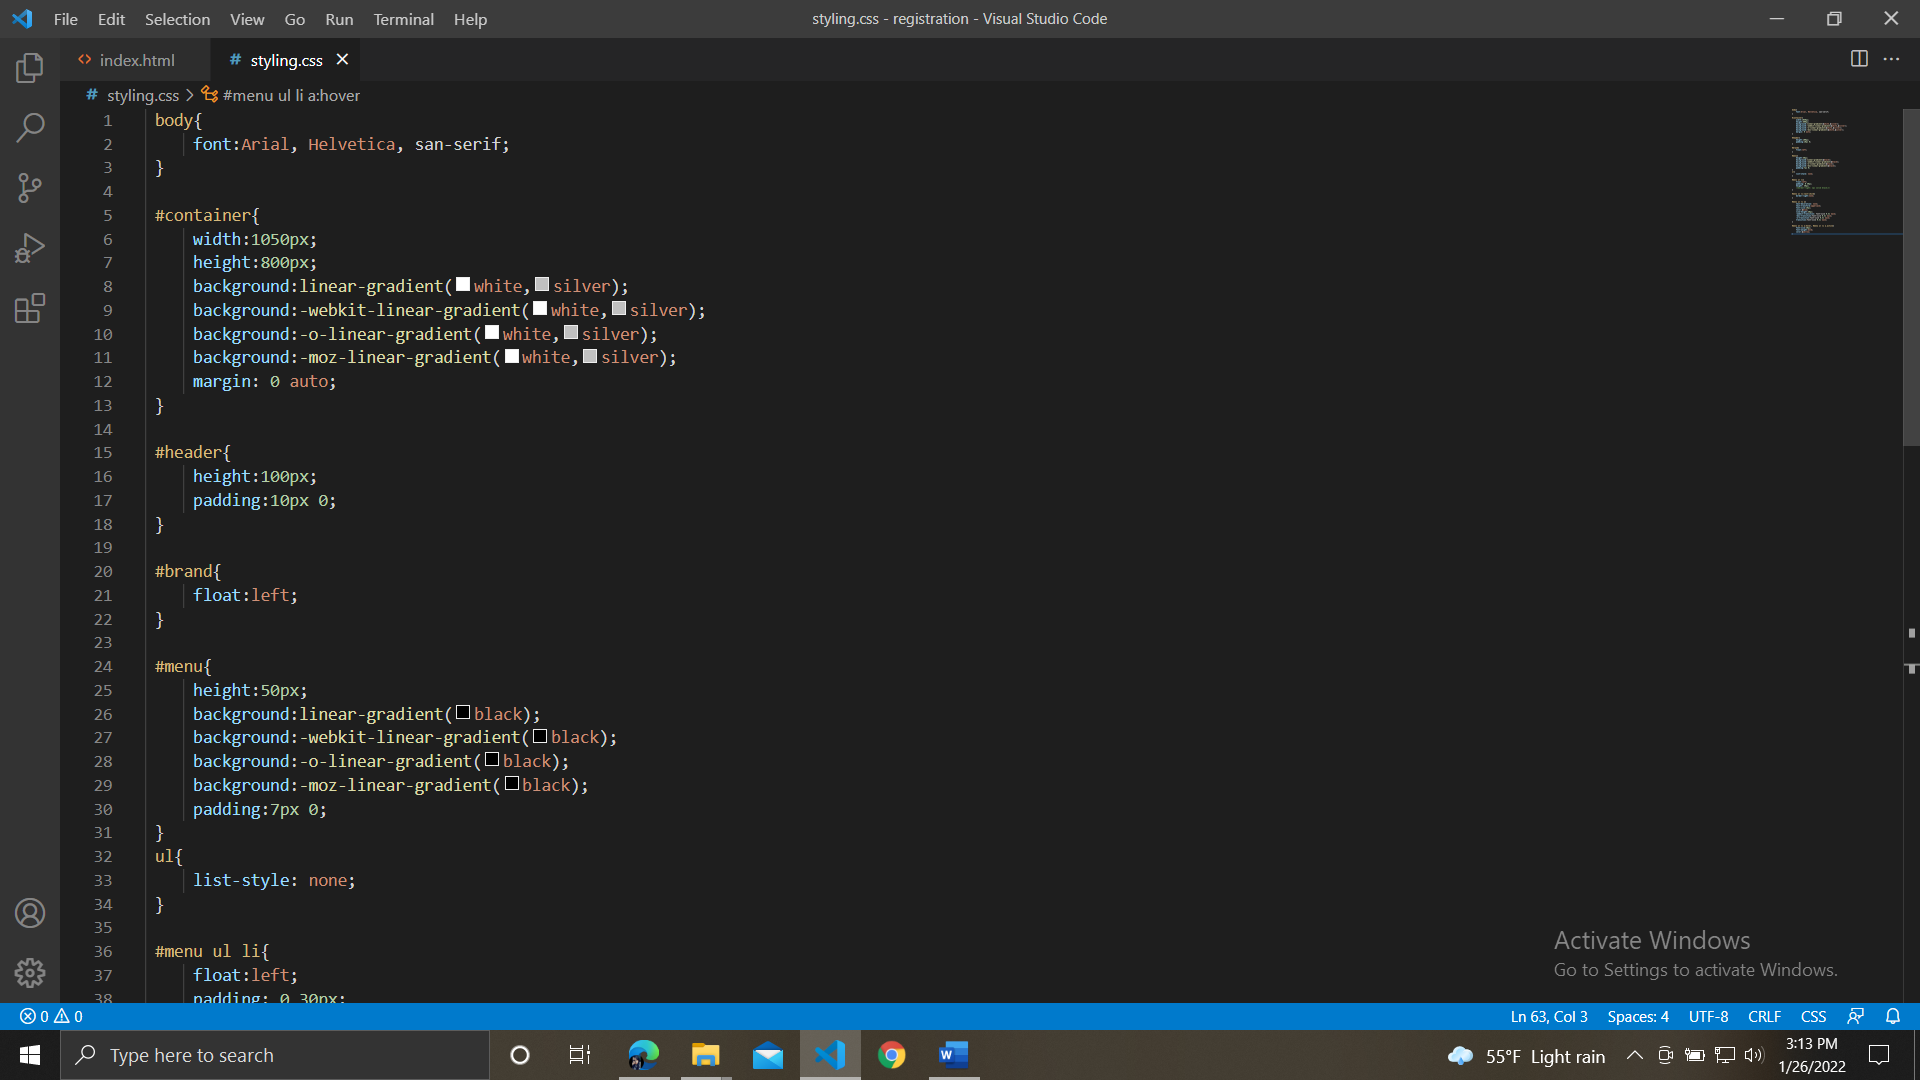 File Edit Selection View Go Run Terminal Help
styling.css - registration - Visual Studio Code
<> index.html
# styling.css
# styling.css > #menu ul li a:hover
1 body{
2 font:Arial, Helvetica, san-serif;
3 }
4
5 #container{
6 width:1050px;
7 height:800px;
8 background:linear-gradient(white,silver);
9 background:-webkit-linear-gradient(white,silver);
10 background:-o-linear-gradient(white,silver);
11 background:-moz-linear-gradient(white,silver);
12 margin: 0 auto;
13 }
14
15 #header{
16 height:100px;
17 padding:10px 0;
18 }
19
20 #brand{
21 float:left;
22 }
23
24 #menu{
25 height:50px;
26 background:linear-gradient(black);
27 background:-webkit-linear-gradient(black);
28 background:-o-linear-gradient(black);
29 background:-moz-linear-gradient(black);
30 padding:7px 0;
31 }
32 ul{
33 list-style: none;
34 }
35
36 #menu ul li{
37 float:left;
38 padding: 0 30px;
Activate Windows
Go to Settings to activate Windows.
0 0
Ln 63, Col 3 Spaces: 4 UTF-8 CRLF CSS
Type here to search
55°F Light rain
3:13 PM
1/26/2022